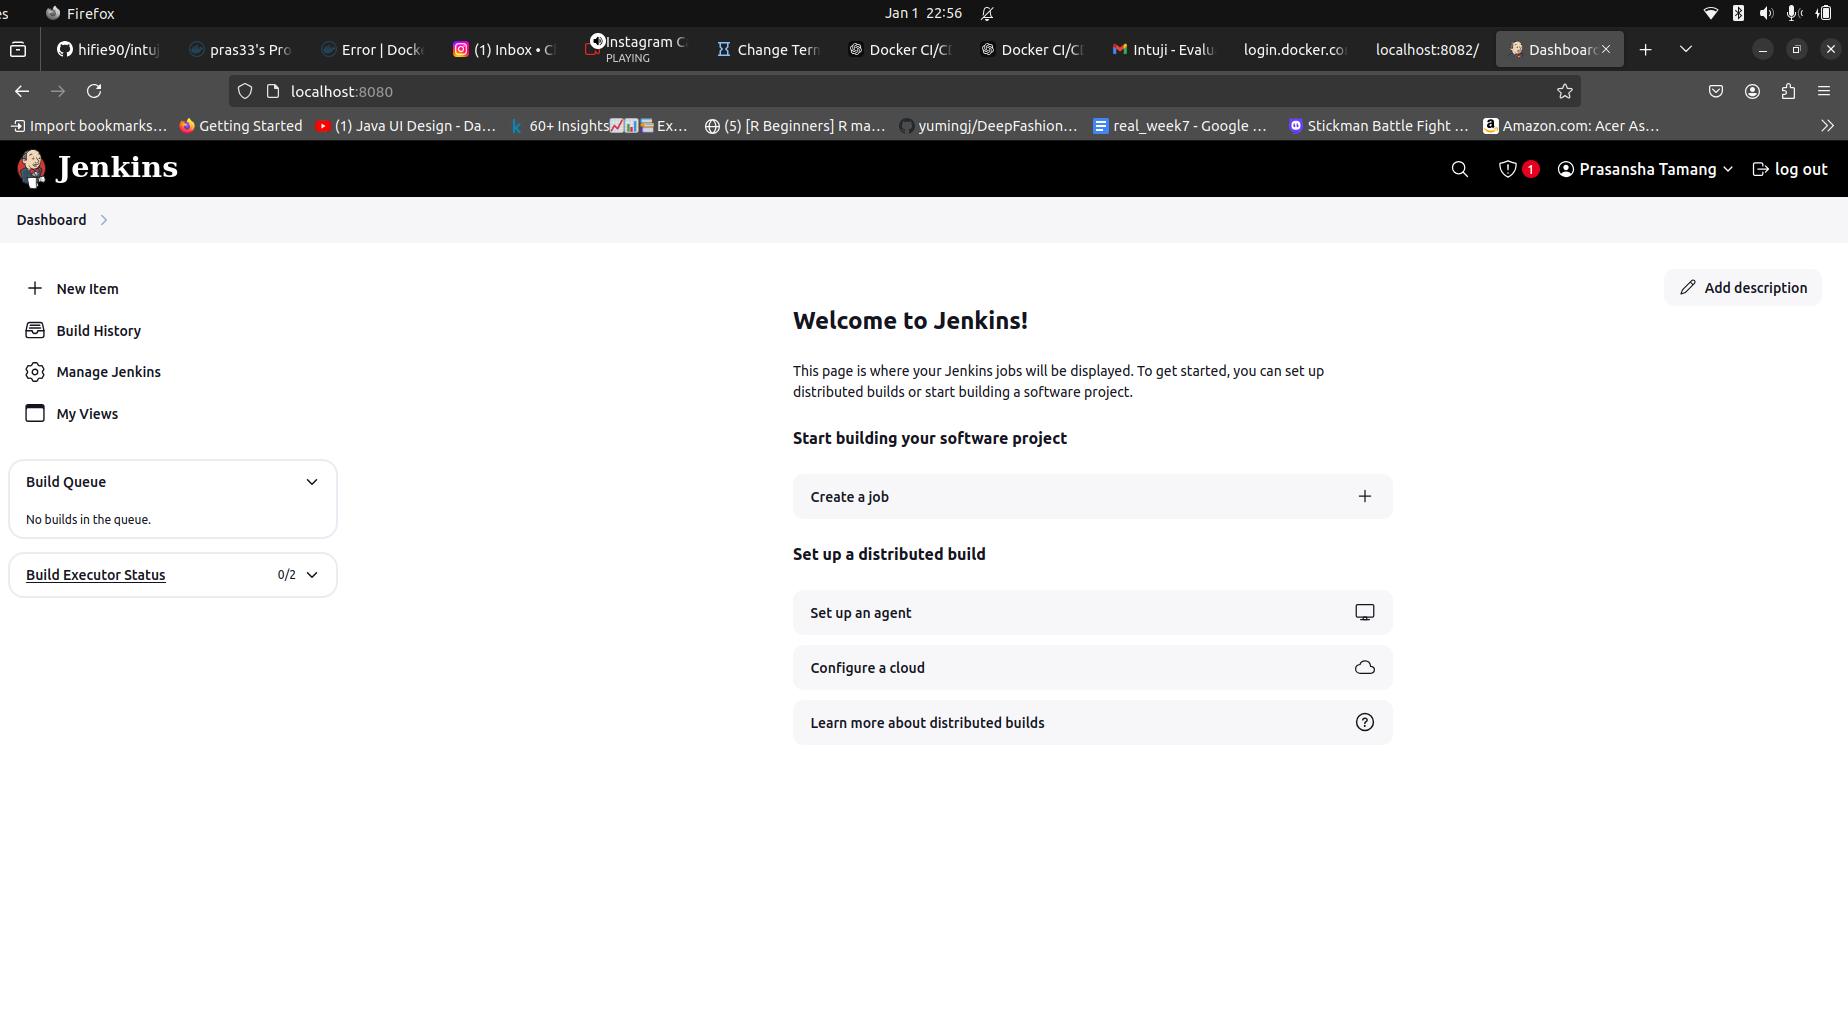 es Firefox Jan 1 22:56
hifie90/intuj pras33's Pro Error | Docke (1) Inbox • C Instagram C Change Tern Docker CI/CD Docker CI/CD Intuji - Evalu login.docker.co localhost:8082/ Dashboard
PLAYING
localhost:8080
Import bookmarks... Getting Started (1) Java UI Design - Da... 60+ Insights📈📊📚Ex... (5) [R Beginners] R ma... yumingj/DeepFashion... real_week7 - Google ... Stickman Battle Fight ... Amazon.com: Acer As...
Jenkins 1 Prasansha Tamang log out
Dashboard
New Item
Build History
Manage Jenkins
My Views
Build Queue
No builds in the queue.
Build Executor Status 0/2
Add description
Welcome to Jenkins!
This page is where your Jenkins jobs will be displayed. To get started, you can set up
distributed builds or start building a software project.
Start building your software project
Create a job
Set up a distributed build
Set up an agent
Configure a cloud
Learn more about distributed builds